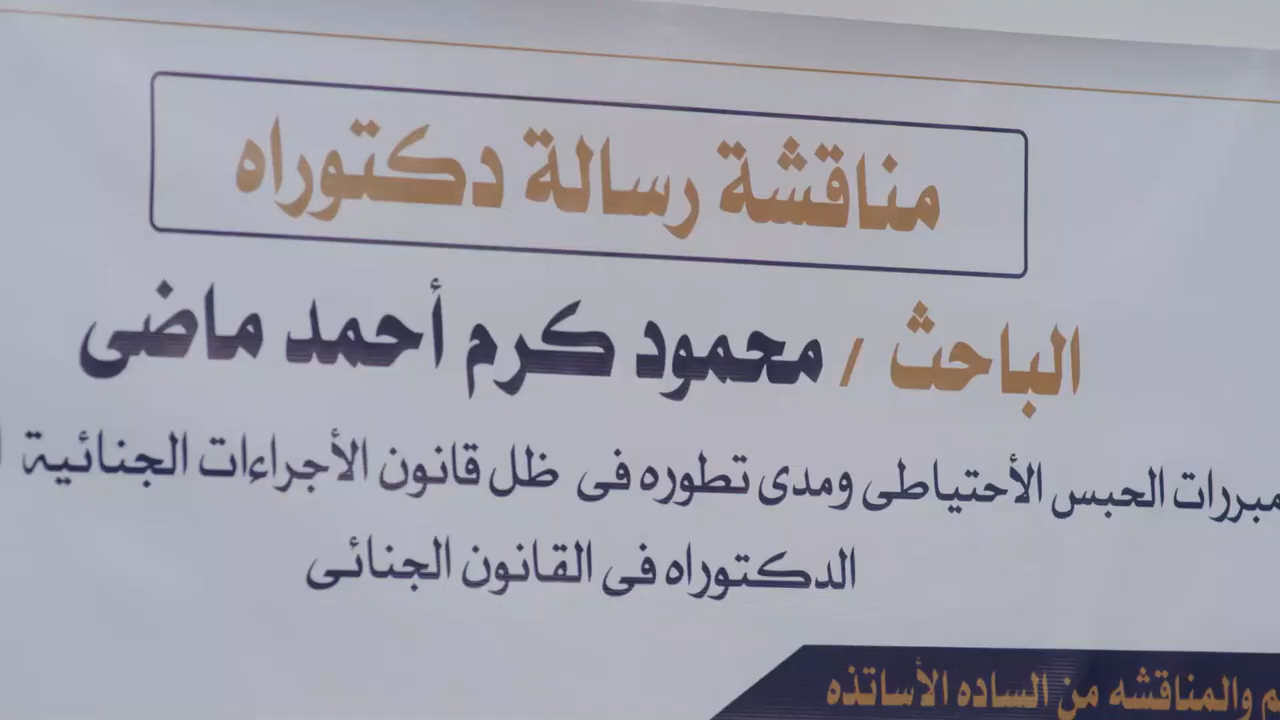 مناقشة رسالة دكتوراه
الباحث / محمود كرم أحمد ماضى
مبررات الحبس الأحتياطى ومدى تطوره فى ظل قانون الأجراءات الجنائية
الدكتوراه فى القانون الجنائى
والمناقشه من الساده الأساتذه